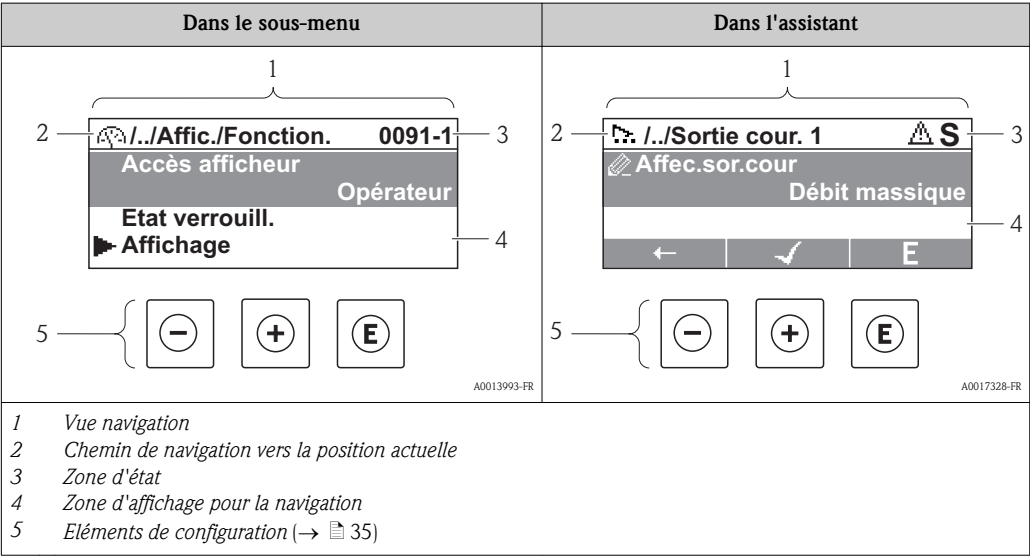 Dans le sous-menu
Dans l'assistant
1
2
/../Affic./Fonction. 0091-1
3
Accès afficheur
Opérateur
Etat verrouill.
Affichage
4
5
- + E
A0013993-FR
1
2
/../Sortie cour. 1 S
3
Affec.sor.cour
Débit massique
4
← ✓ E
5
- + E
A0017328-FR
1 Vue navigation
2 Chemin de navigation vers la position actuelle
3 Zone d'état
4 Zone d'affichage pour la navigation
5 Eléments de configuration (→ 35)